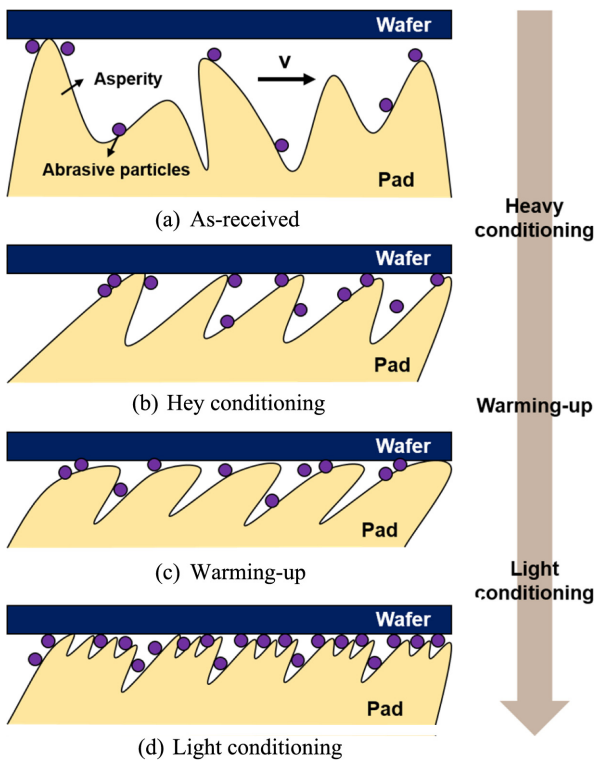 Wafer
Asperity
V
Abrasive particles
Pad
(a) As-received
Heavy
conditioning
Wafer
Pad
(b) Hey conditioning
Warming-up
Wafer
Pad
(c) Warming-up
Light
conditioning
Wafer
Pad
(d) Light conditioning